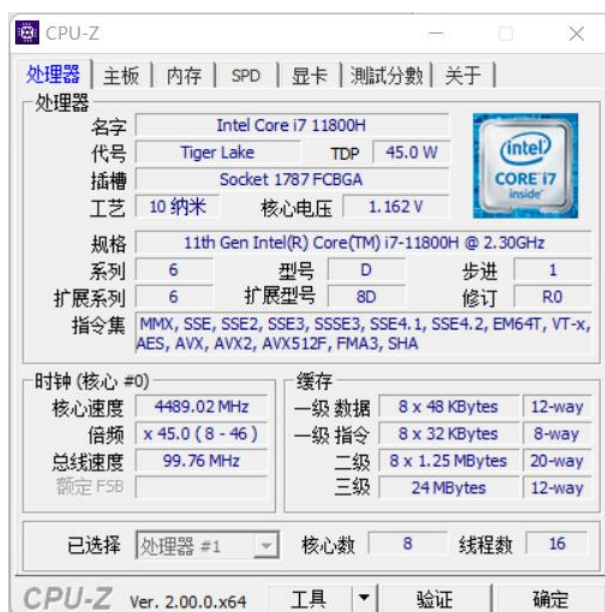 CPU-Z
处理器 主板 内存 SPD 显卡 測試分數 关于
处理器
名字 Intel Core i7 11800H
代号 Tiger Lake TDP 45.0 W
插槽 Socket 1787 FCBGA
工艺 10 纳米 核心电压 1.162 V
intel CORE i7 inside
规格 11th Gen Intel(R) Core(TM) i7-11800H @ 2.30GHz
系列 6 型号 D 步进 1
扩展系列 6 扩展型号 8D 修订 R0
指令集 MMX, SSE, SSE2, SSE3, SSSE3, SSE4.1, SSE4.2, EM64T, VT-x,
AES, AVX, AVX2, AVX512F, FMA3, SHA
时钟 (核心 #0)
核心速度 4489.02 MHz
倍频 x 45.0 ( 8 - 46 )
总线速度 99.76 MHz
额定 FSB
缓存
一级 数据 8 x 48 KBytes 12-way
一级 指令 8 x 32 KBytes 8-way
二级 8 x 1.25 MBytes 20-way
三级 24 MBytes 12-way
已选择 处理器 #1 核心数 8 线程数 16
CPU-Z Ver. 2.00.0.x64 工具 验证 确定